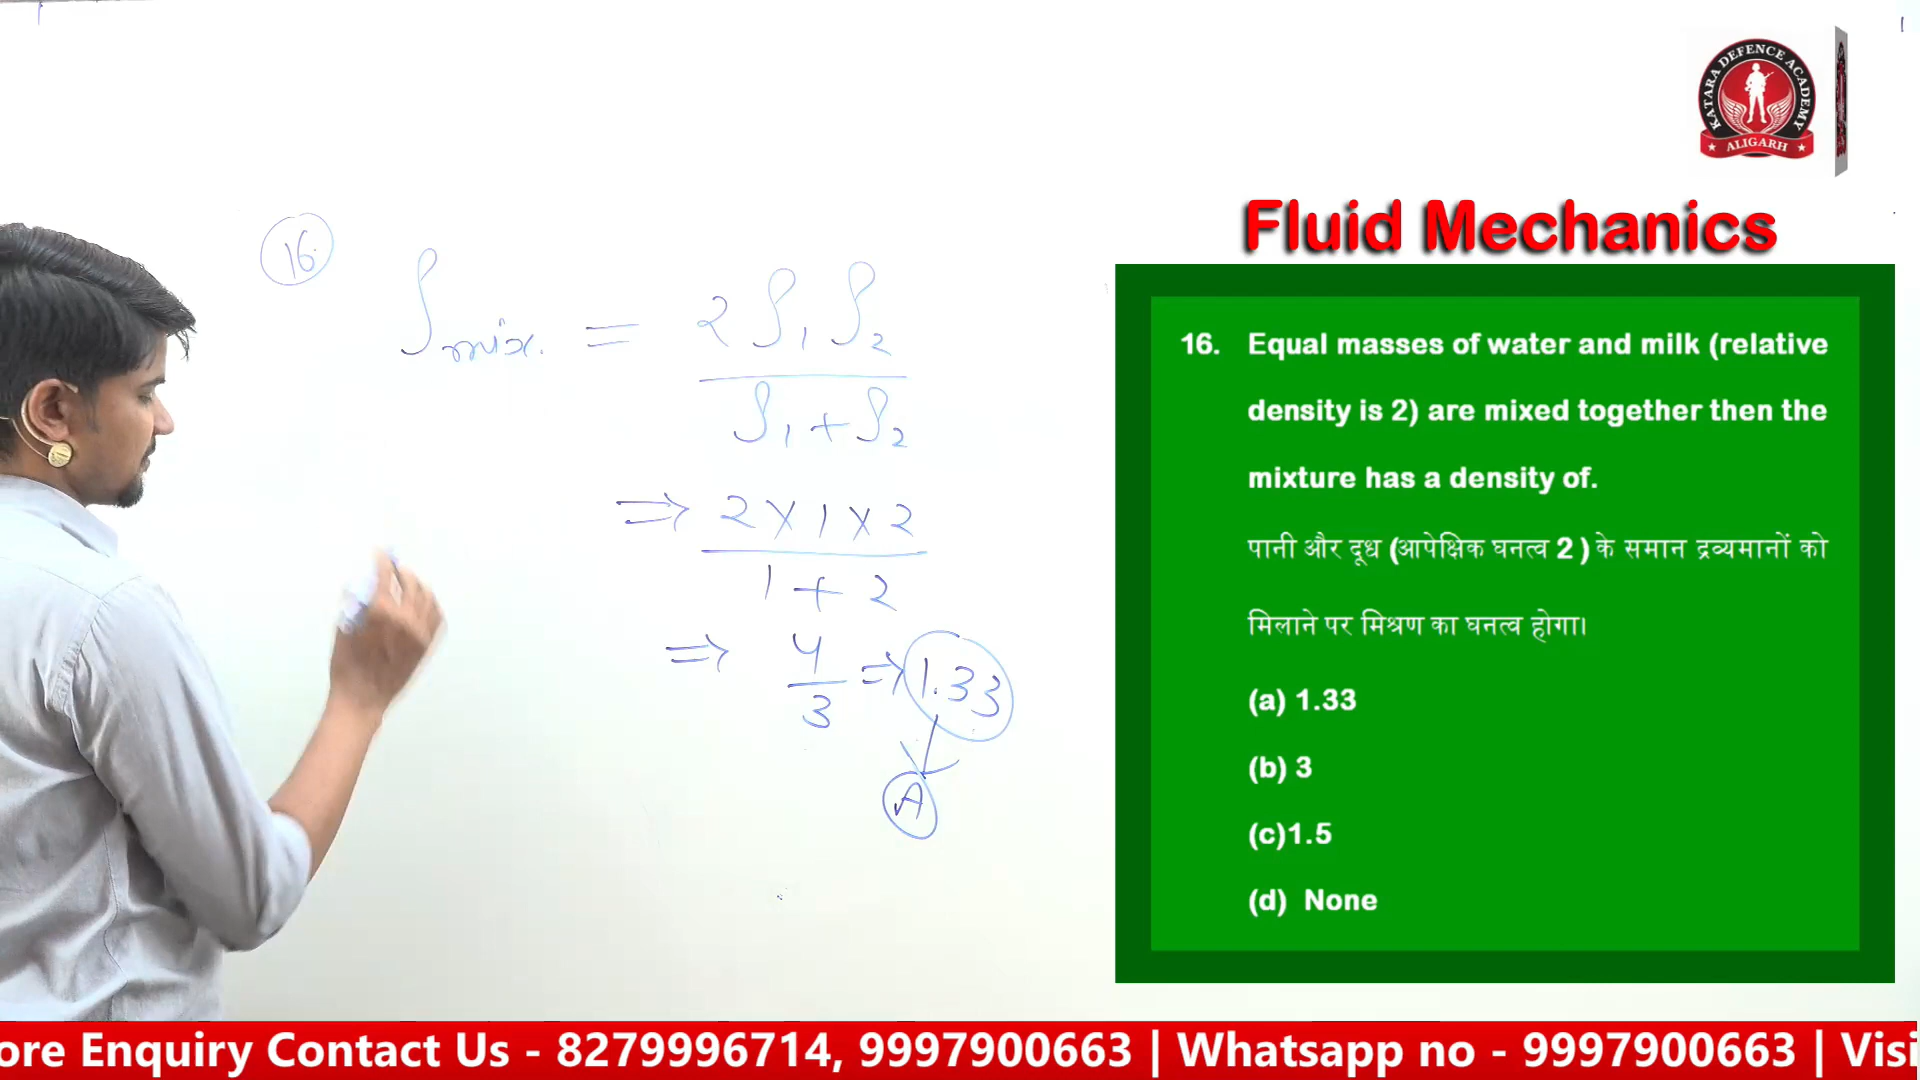 KATARA DEFENCE ACADEMY
ALIGARH
Fluid Mechanics
16
ρmix. = 2ρ1ρ2
ρ1 + ρ2
⇒ 2×1×2
1 + 2
⇒ 4/3 ⇒ 1.33
A
16. Equal masses of water and milk (relative
density is 2) are mixed together then the
mixture has a density of.
पानी और दूध (आपेक्षिक घनत्व 2 ) के समान द्रव्यमानों को
मिलाने पर मिश्रण का घनत्व होगा।
(a) 1.33
(b) 3
(c)1.5
(d) None
ore Enquiry Contact Us - 8279996714, 9997900663 | Whatsapp no - 9997900663 | Visi